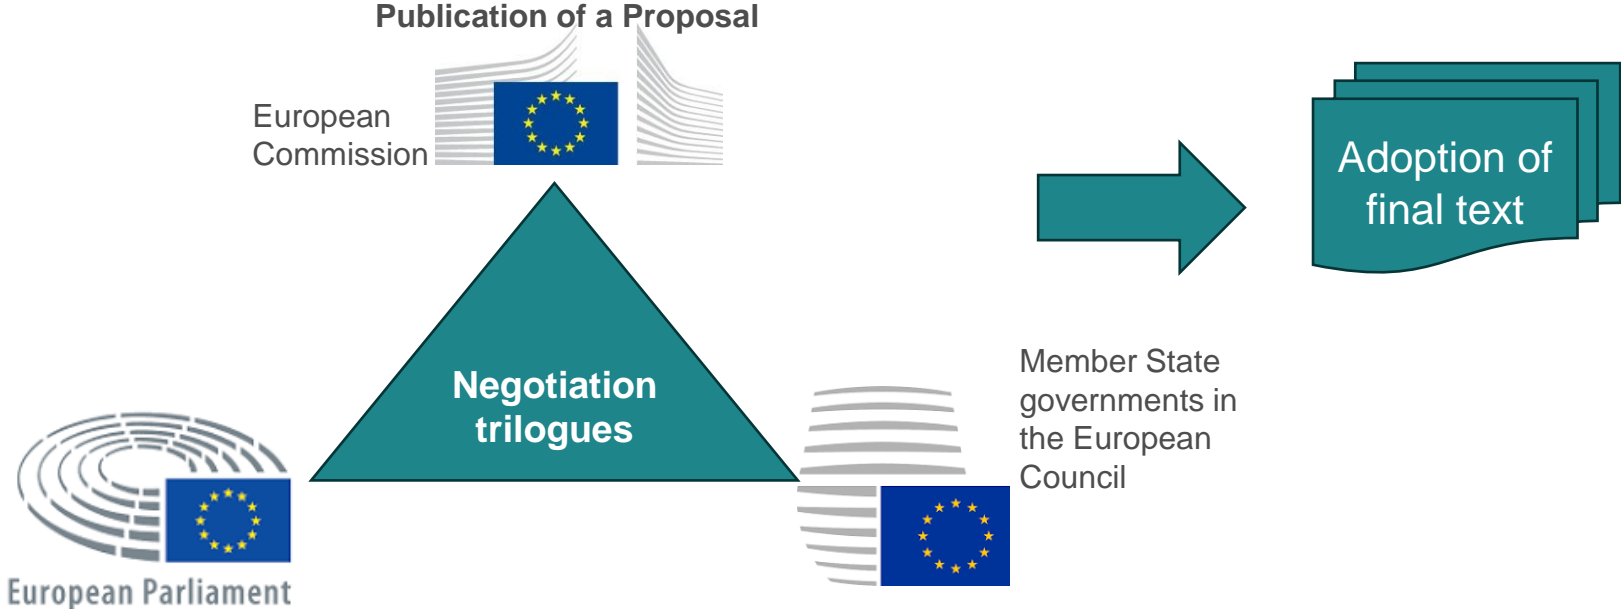 Publication of a Proposal
European
Commission
Adoption of
final text
Negotiation
trilogues
Member State
governments in
the European
Council
European Parliament